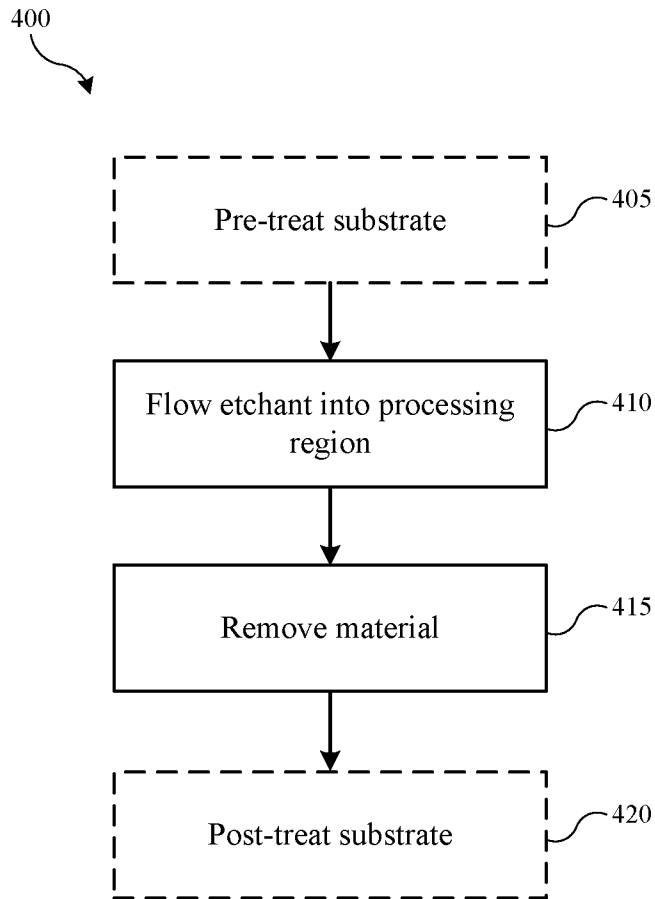 400
Pre-treat substrate
405
Flow etchant into processing
region
410
Remove material
415
Post-treat substrate
420